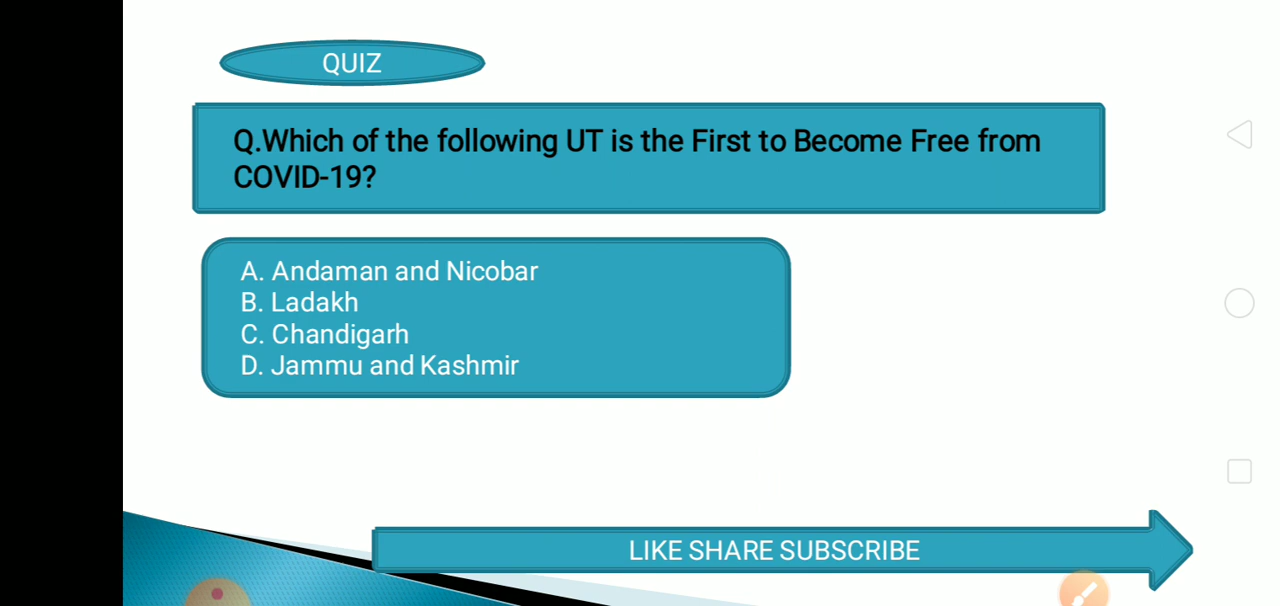 QUIZ
Q.Which of the following UT is the First to Become Free from
COVID-19?
A. Andaman and Nicobar
B. Ladakh
C. Chandigarh
D. Jammu and Kashmir
LIKE SHARE SUBSCRIBE